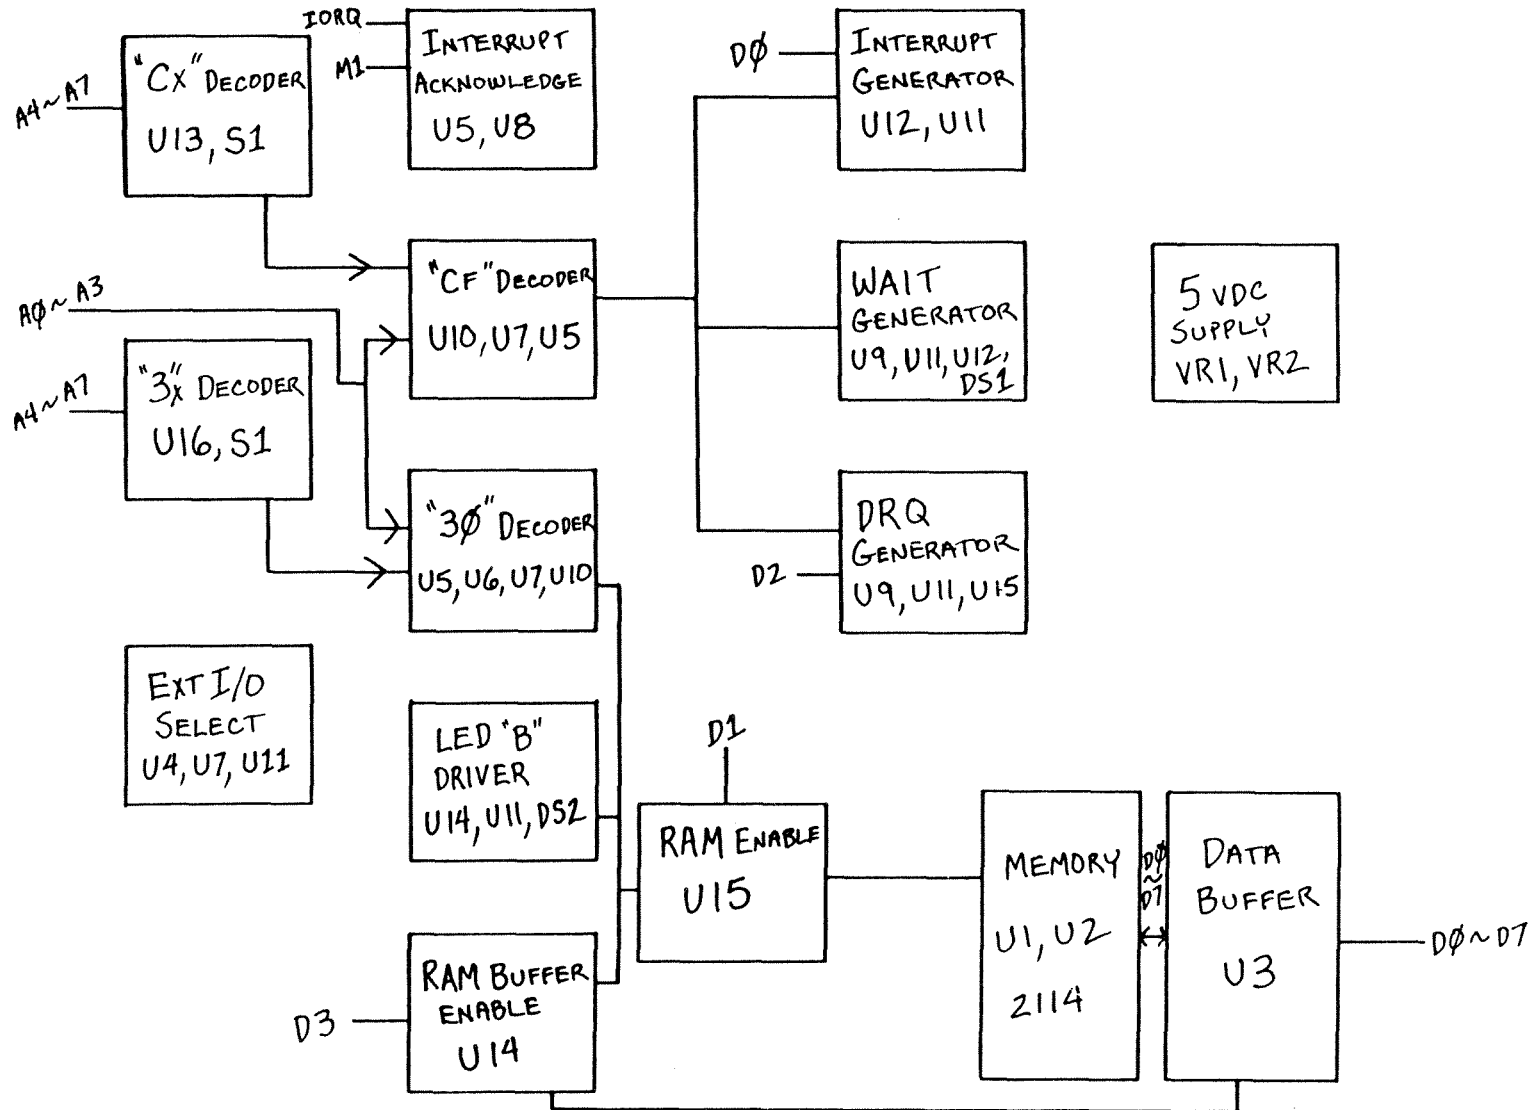 IORQ
M1
INTERRUPT
ACKNOWLEDGE
U5, U8
"Cx" DECODER
U13, S1
A4~A7
DØ
INTERRUPT
GENERATOR
U12, U11
AØ~A3
"CF" DECODER
U10, U7, U5
WAIT
GENERATOR
U9, U11, U12,
DS1
5 VDC
SUPPLY
VR1, VR2
A4~A7
"3x" DECODER
U16, S1
"3Ø" DECODER
U5, U6, U7, U10
DRQ
GENERATOR
U9, U11, U15
D2
EXT I/O
SELECT
U4, U7, U11
LED "B"
DRIVER
U14, U11, DS2
D1
RAM ENABLE
U15
MEMORY
U1, U2
2114
DØ
~
D7
DATA
BUFFER
U3
DØ~D7
D3
RAM BUFFER
ENABLE
U14